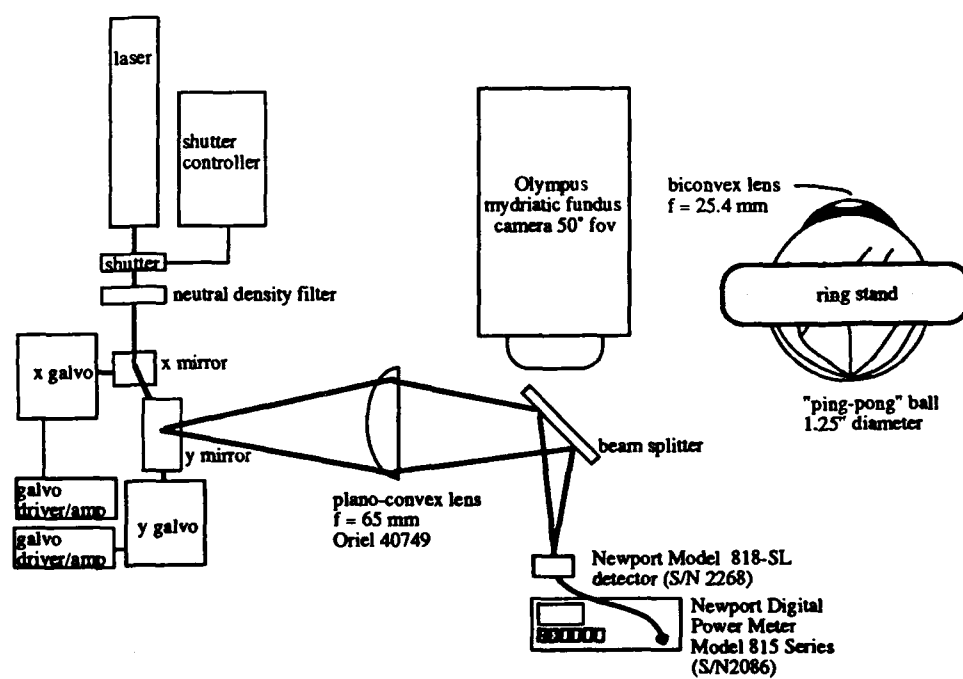 laser
shutter
controller
shutter
neutral density filter
x galvo
x mirror
y mirror
galvo
driver/amp
galvo
driver/amp
y galvo
plano-convex lens
f = 65 mm
Oriel 40749
Olympus
mydriatic fundus
camera 50° fov
beam splitter
biconvex lens
f = 25.4 mm
ring stand
"ping-pong" ball
1.25" diameter
Newport Model 818-SL
detector (S/N 2268)
Newport Digital
Power Meter
Model 815 Series
(S/N2086)